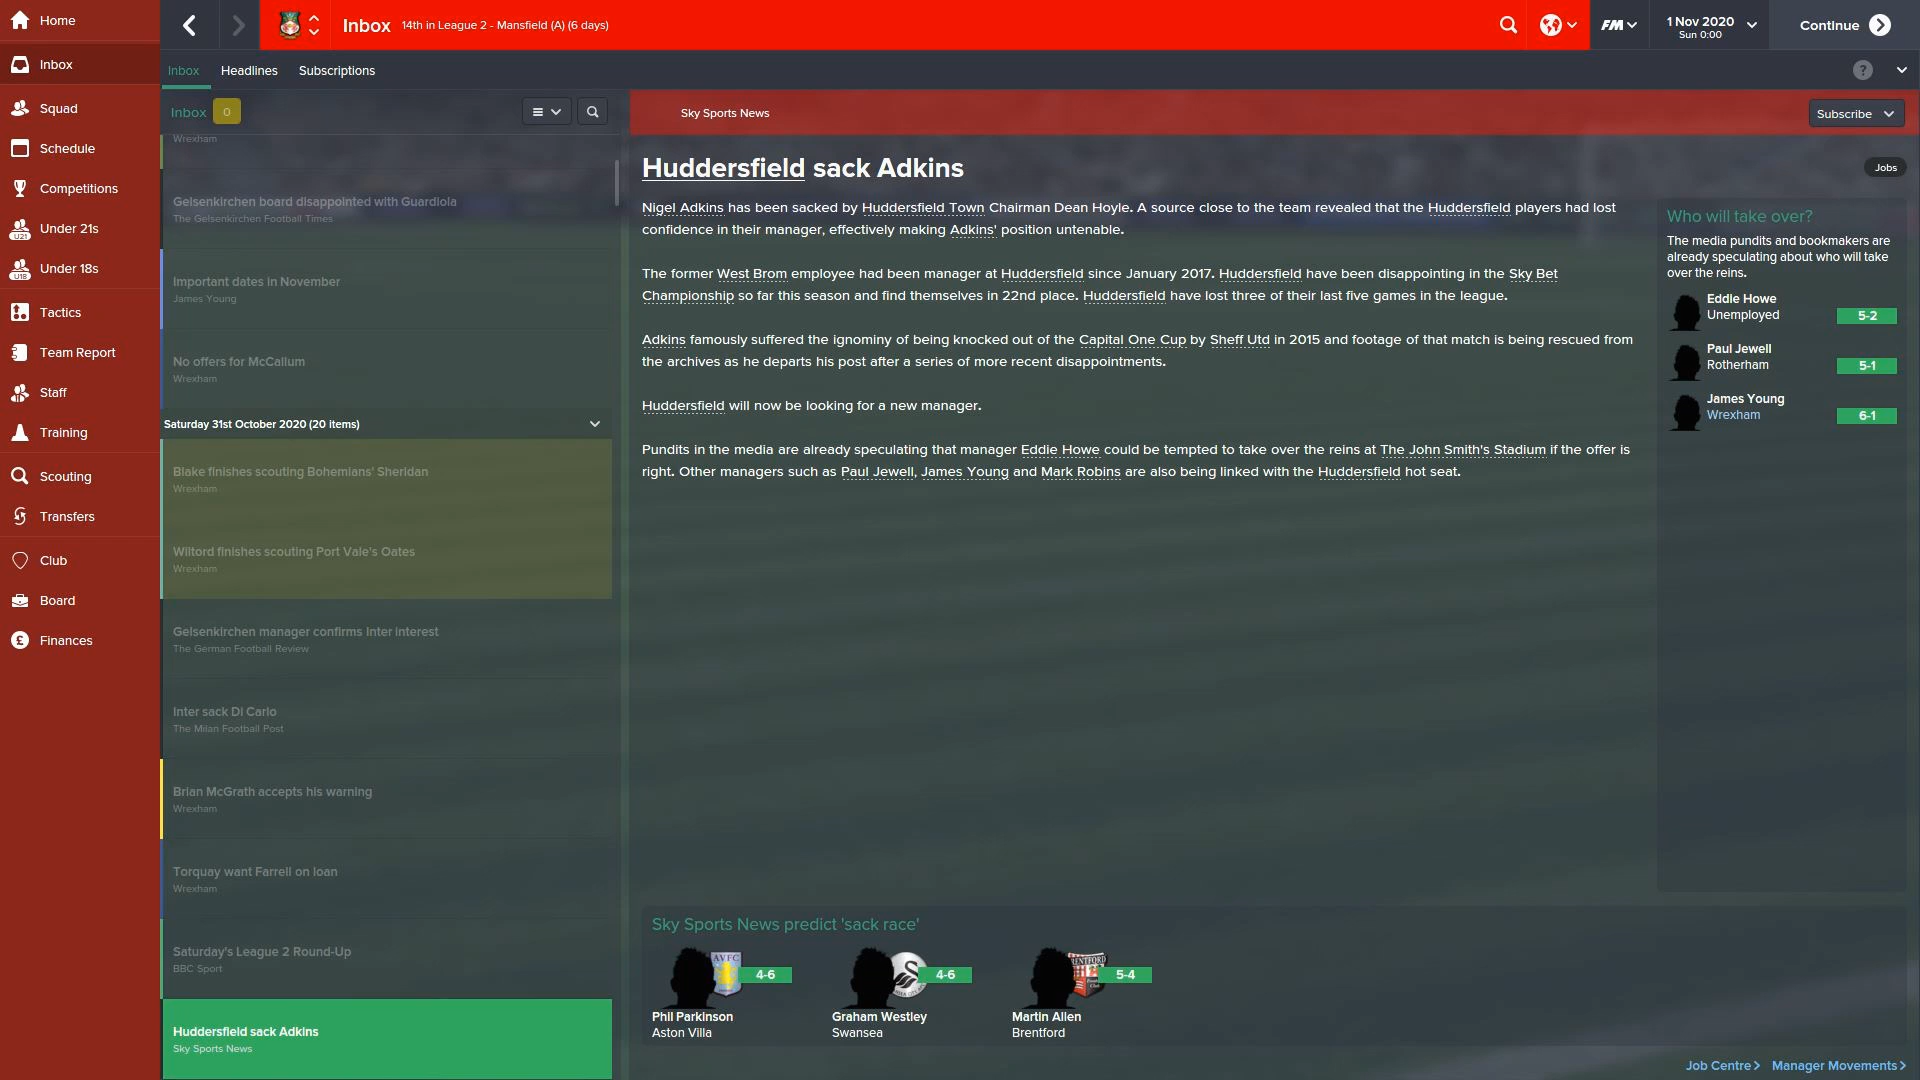 Home
Inbox
Squad
Schedule
Competitions
Under 21s
Under 18s
Tactics
Team Report
Staff
Training
Scouting
Transfers
Club
Board
Finances
Inbox 14th in League 2 - Mansfield (A) (6 days)
FM
1 Nov 2020
Sun 0:00
Continue
Inbox Headlines Subscriptions
?
Inbox 0
Wrexham
Gelsenkirchen board disappointed with Guardiola
The Gelsenkirchen Football Times
Important dates in November
James Young
No offers for McCallum
Wrexham
Saturday 31st October 2020 (20 items)
Blake finishes scouting Bohemians' Sheridan
Wrexham
Wiltord finishes scouting Port Vale's Oates
Wrexham
Gelsenkirchen manager confirms Inter interest
The German Football Review
Inter sack Di Carlo
The Milan Football Post
Brian McGrath accepts his warning
Wrexham
Torquay want Farrell on loan
Wrexham
Saturday's League 2 Round-Up
BBC Sport
Huddersfield sack Adkins
Sky Sports News
Sky Sports News
Subscribe
Huddersfield sack Adkins
Jobs
Nigel Adkins has been sacked by Huddersfield Town Chairman Dean Hoyle. A source close to the team revealed that the Huddersfield players had lost
confidence in their manager, effectively making Adkins' position untenable.
The former West Brom employee had been manager at Huddersfield since January 2017. Huddersfield have been disappointing in the Sky Bet
Championship so far this season and find themselves in 22nd place. Huddersfield have lost three of their last five games in the league.
Adkins famously suffered the ignominy of being knocked out of the Capital One Cup by Sheff Utd in 2015 and footage of that match is being rescued from
the archives as he departs his post after a series of more recent disappointments.
Huddersfield will now be looking for a new manager.
Pundits in the media are already speculating that manager Eddie Howe could be tempted to take over the reins at The John Smith's Stadium if the offer is
right. Other managers such as Paul Jewell, James Young and Mark Robins are also being linked with the Huddersfield hot seat.
Who will take over?
The media pundits and bookmakers are
already speculating about who will take
over the reins.
Eddie Howe
Unemployed
5-2
Paul Jewell
Rotherham
5-1
James Young
Wrexham
6-1
Sky Sports News predict 'sack race'
AVFC
4-6
Phil Parkinson
Aston Villa
4-6
Graham Westley
Swansea
5-4
Martin Allen
Brentford
Job Centre> Manager Movements>